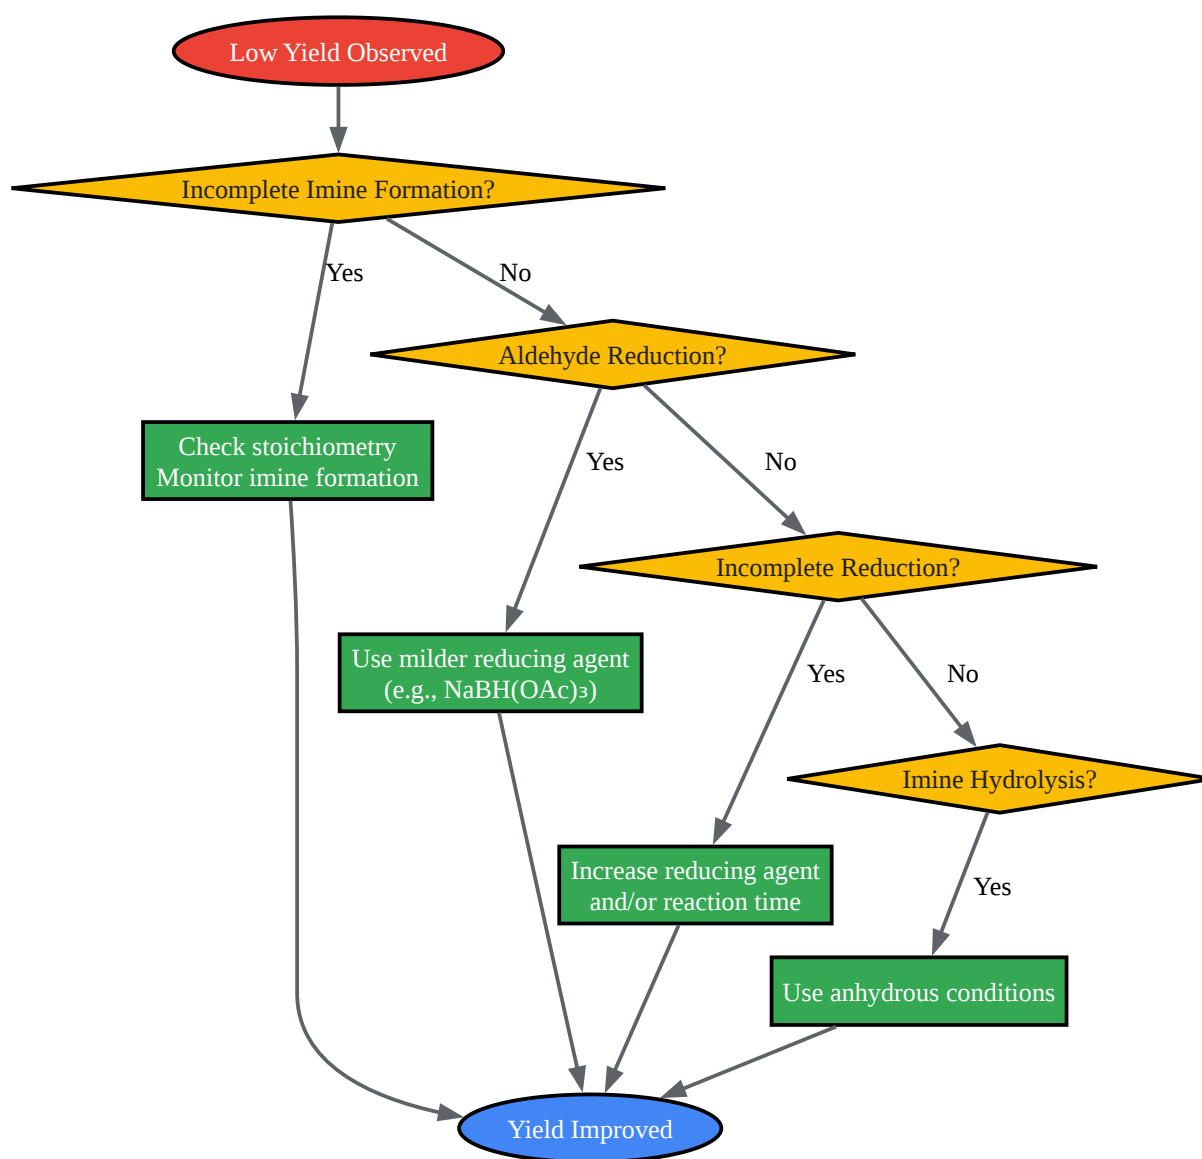 Low Yield Observed
Incomplete Imine Formation?
Yes
No
Aldehyde Reduction?
Check stoichiometry
Monitor imine formation
Yes
No
Incomplete Reduction?
Use milder reducing agent
(e.g., NaBH(OAc)₃)
Yes
No
Imine Hydrolysis?
Increase reducing agent
and/or reaction time
Yes
Use anhydrous conditions
Yield Improved